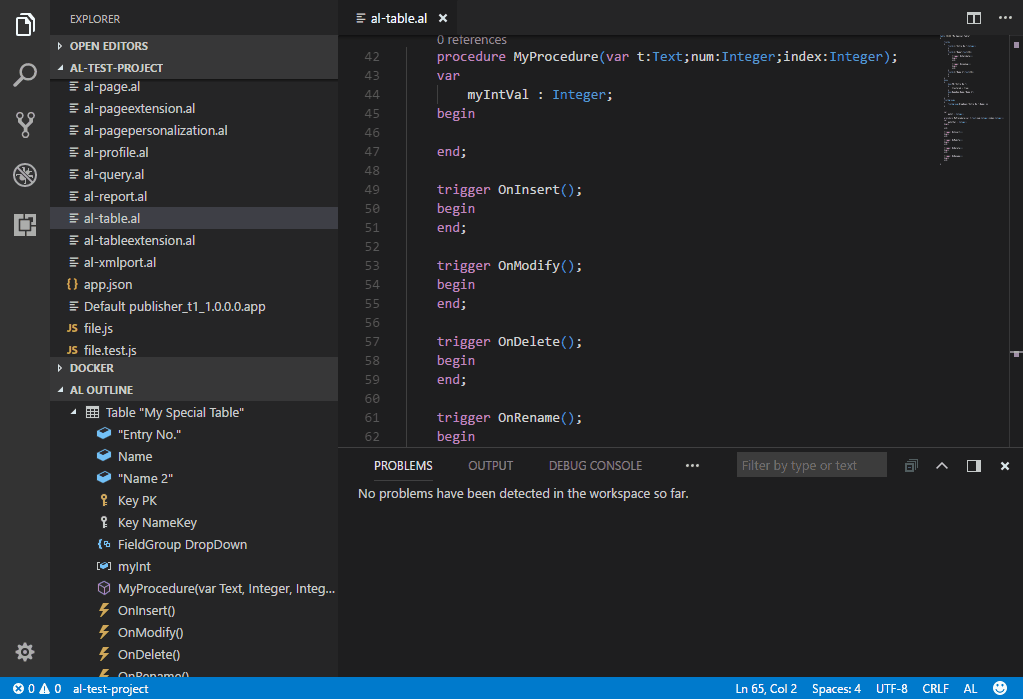 EXPLORER
OPEN EDITORS
AL-TEST-PROJECT
al-page.al
al-pageextension.al
al-pagepersonalization.al
al-profile.al
al-query.al
al-report.al
al-table.al
al-tableextension.al
al-xmlport.al
{ } app.json
Default publisher_t1_1.0.0.0.app
JS file.js
JS file.test.js
DOCKER
AL OUTLINE
Table "My Special Table"
"Entry No."
Name
"Name 2"
Key PK
Key NameKey
FieldGroup DropDown
myInt
MyProcedure(var Text, Integer, Integ...
OnInsert()
OnModify()
OnDelete()
OnRename()
al-table.al
0 references
42 procedure MyProcedure(var t:Text;num:Integer;index:Integer);
43 var
44 myIntVal : Integer;
45 begin
46
47 end;
48
49 trigger OnInsert();
50 begin
51 end;
52
53 trigger OnModify();
54 begin
55 end;
56
57 trigger OnDelete();
58 begin
59 end;
60
61 trigger OnRename();
62 begin
PROBLEMS OUTPUT DEBUG CONSOLE ••• Filter by type or text
No problems have been detected in the workspace so far.
0 0 al-test-project Ln 65, Col 2 Spaces: 4 UTF-8 CRLF AL